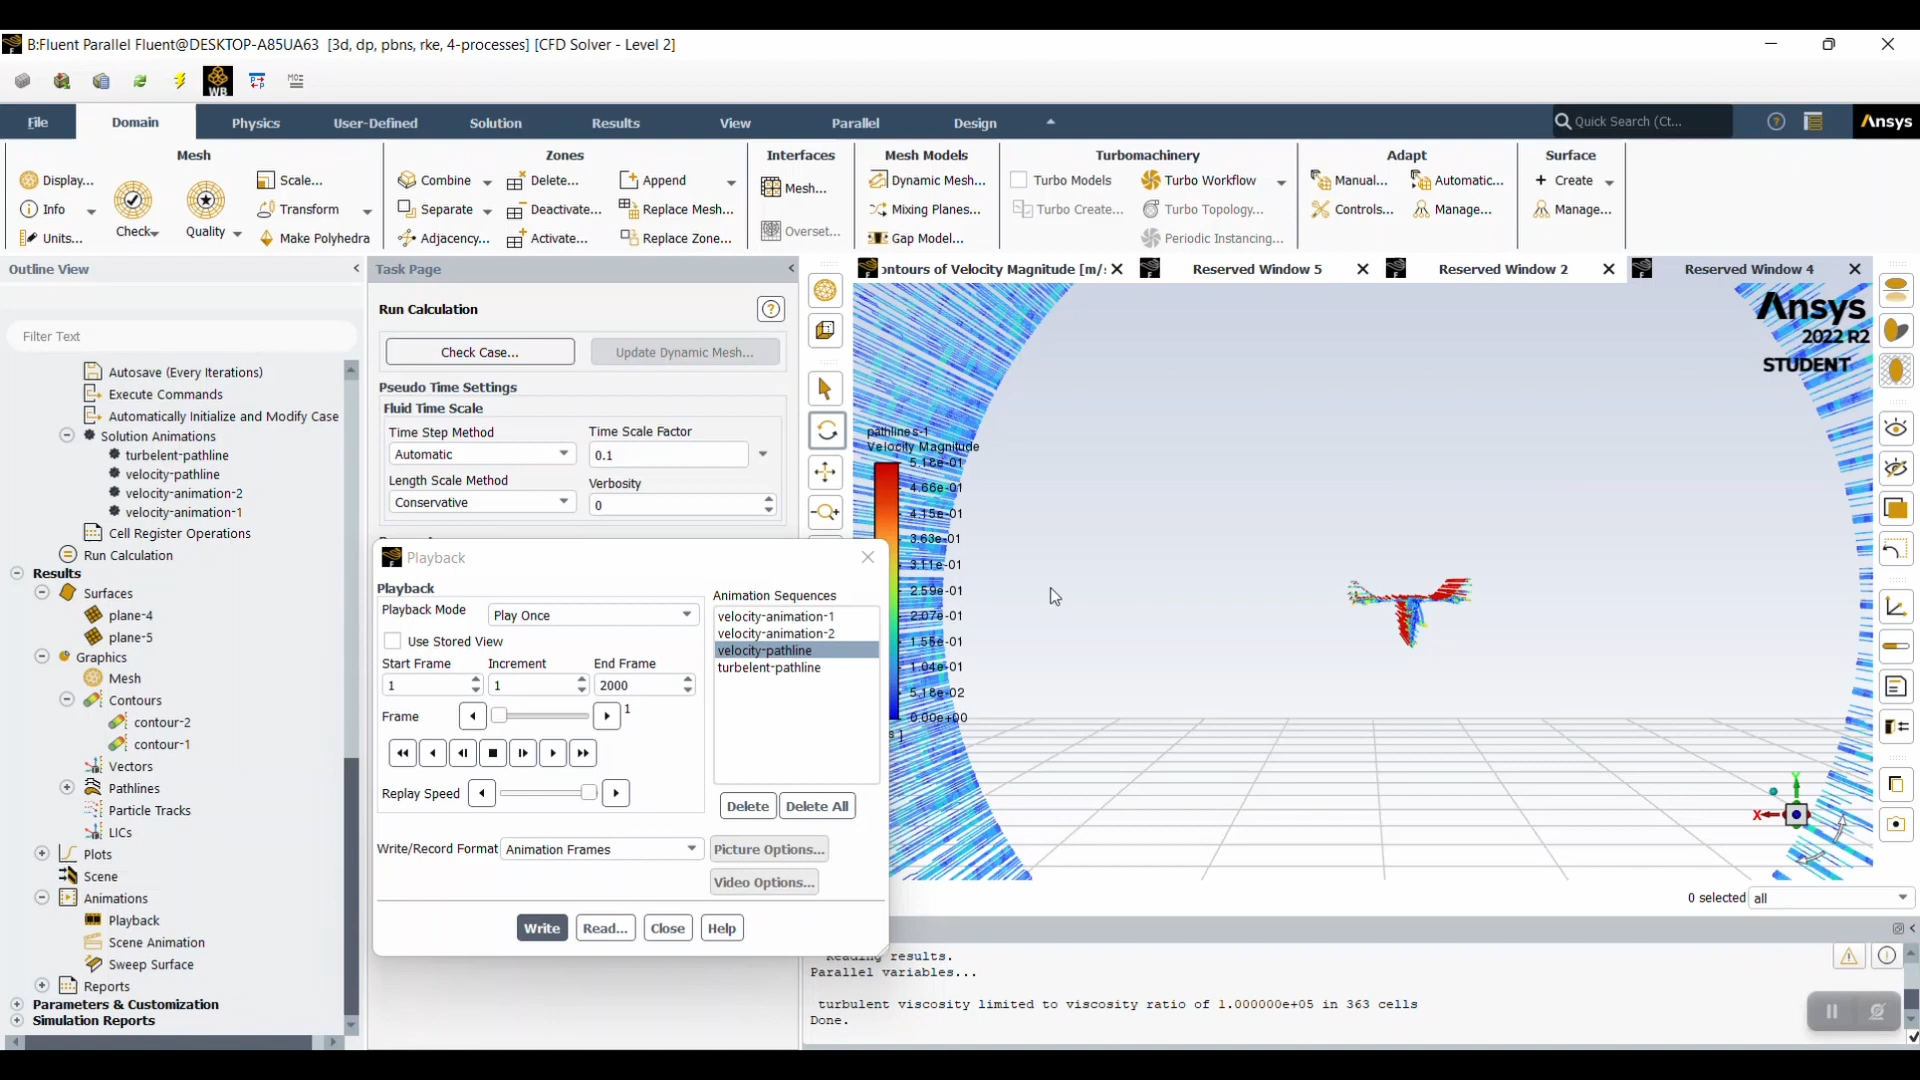 B:Fluent Parallel Fluent@DESKTOP-A85UA63 [3d, dp, pbns, rke, 4-processes] [CFD Solver - Level 2]
WB
File Domain Physics User-Defined Solution Results View Parallel Design
Quick Search (Ct...
Ansys
Mesh
Display...
Info
Units...
Check
Quality
Scale...
Transform
Make Polyhedra
Zones
Combine
Separate
Adjacency...
Delete...
Deactivate...
Activate...
Append
Replace Mesh...
Replace Zone...
Interfaces
Mesh...
Overset...
Mesh Models
Dynamic Mesh...
Mixing Planes...
Gap Model...
Turbomachinery
Turbo Models
Turbo Create...
Turbo Workflow
Turbo Topology...
Periodic Instancing...
Adapt
Manual...
Controls...
Automatic...
Manage...
Surface
Create
Manage...
Outline View
Filter Text
Autosave (Every Iterations)
Execute Commands
Automatically Initialize and Modify Case
Solution Animations
turbelent-pathline
velocity-pathline
velocity-animation-2
velocity-animation-1
Cell Register Operations
Run Calculation
Results
Surfaces
plane-4
plane-5
Graphics
Mesh
Contours
contour-2
contour-1
Vectors
Pathlines
Particle Tracks
LICs
Plots
Scene
Animations
Playback
Scene Animation
Sweep Surface
Reports
Parameters & Customization
Simulation Reports
Task Page
Run Calculation
Check Case...
Update Dynamic Mesh...
Pseudo Time Settings
Fluid Time Scale
Time Step Method
Time Scale Factor
Automatic
0.1
Length Scale Method
Verbosity
Conservative
0
Playback
Playback
Playback Mode
Play Once
Use Stored View
Start Frame Increment End Frame
1 1 2000
Frame
1
Replay Speed
Animation Sequences
velocity-animation-1
velocity-animation-2
velocity-pathline
turbelent-pathline
Delete
Delete All
Write/Record Format
Animation Frames
Picture Options...
Video Options...
Write
Read...
Close
Help
ontours of Velocity Magnitude [m/:
Reserved Window 5
Reserved Window 2
Reserved Window 4
Ansys
2022 R2
STUDENT
pathlines-1
Velocity Magnitude
5.18e-01
4.66e-01
4.15e-01
3.63e-01
3.11e-01
2.59e-01
2.07e-01
1.55e-01
1.04e-01
5.18e-02
0.00e+00
s ]
Y
X
0 selected
all
Reading results.
Parallel variables...
turbulent viscosity limited to viscosity ratio of 1.000000e+05 in 363 cells
Done.